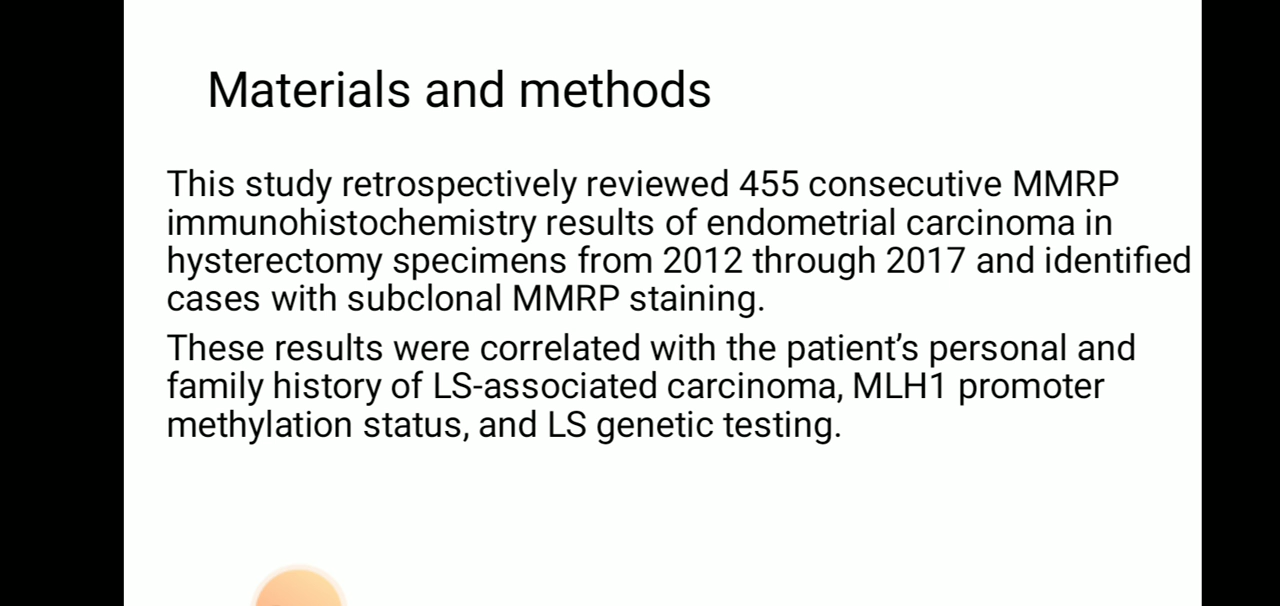 Materials and methods
This study retrospectively reviewed 455 consecutive MMRP
immunohistochemistry results of endometrial carcinoma in
hysterectomy specimens from 2012 through 2017 and identified
cases with subclonal MMRP staining.
These results were correlated with the patient’s personal and
family history of LS-associated carcinoma, MLH1 promoter
methylation status, and LS genetic testing.